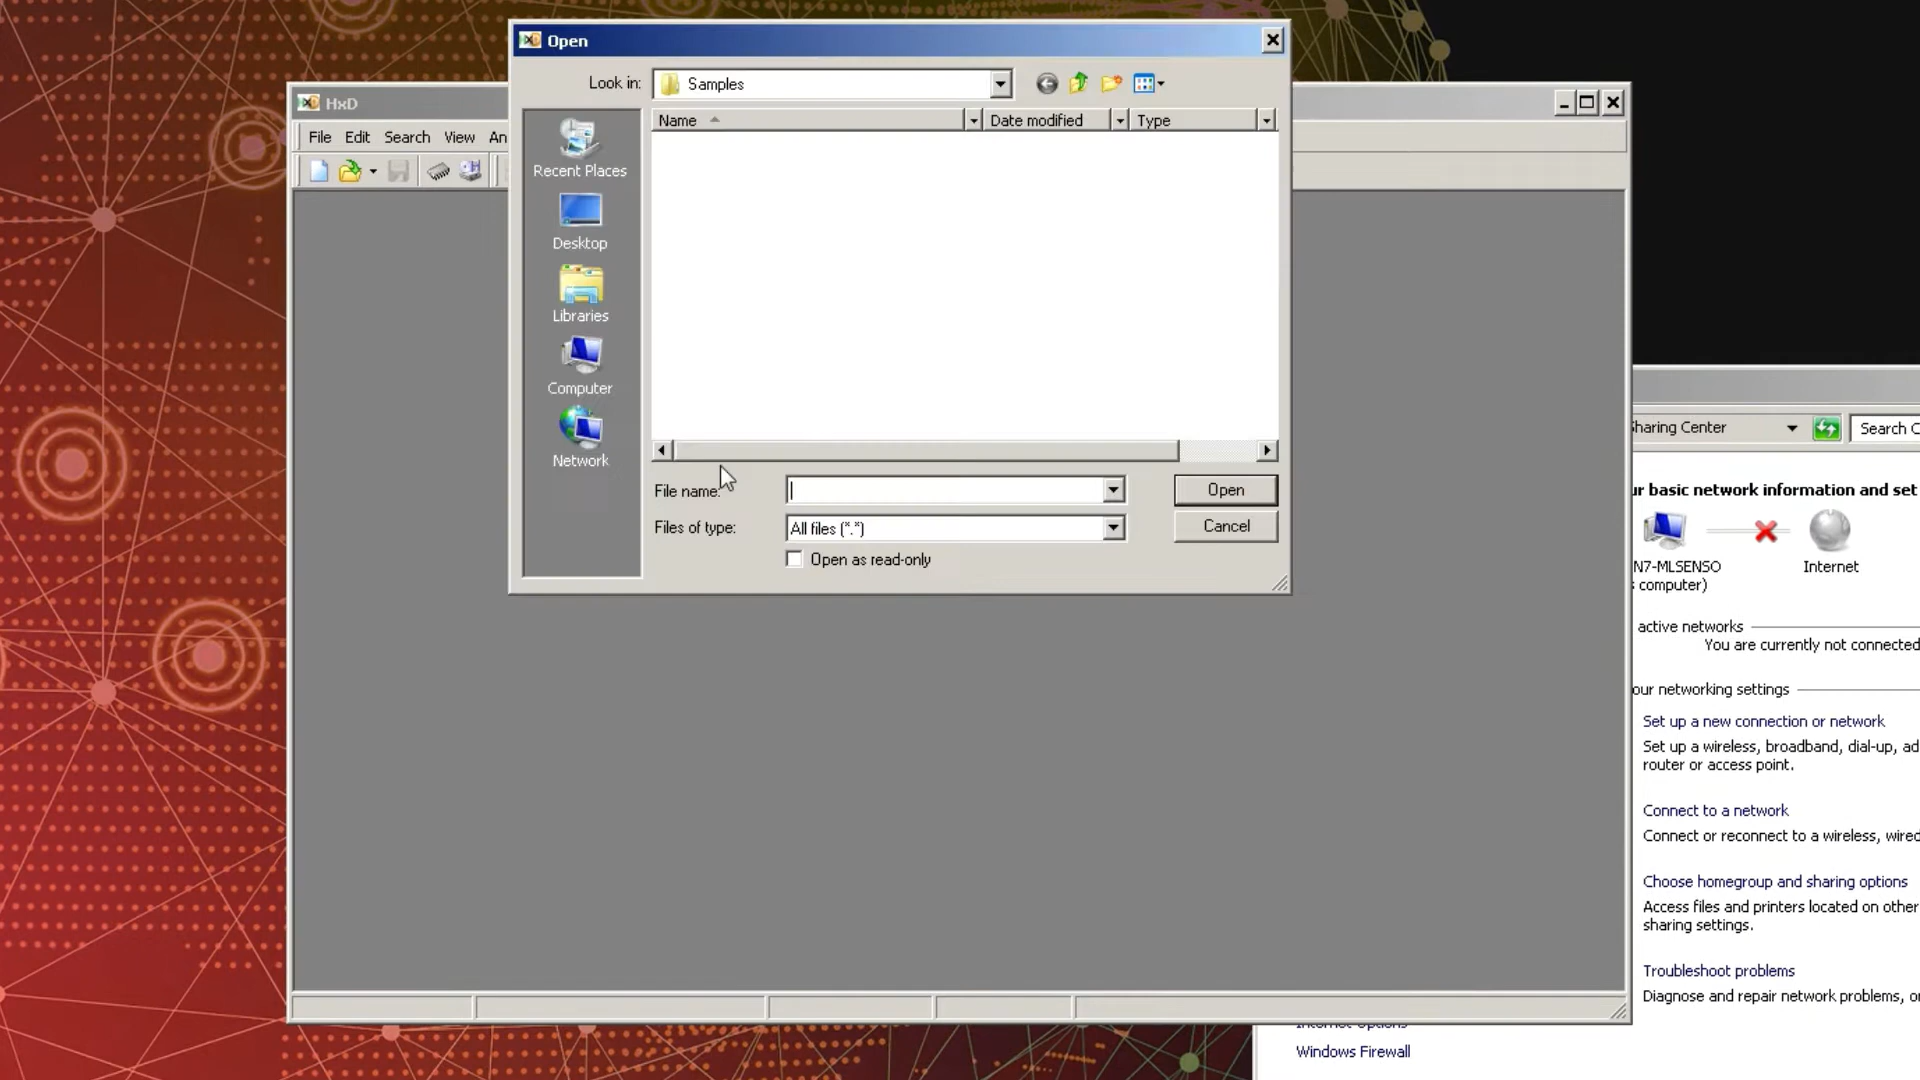 Open
Look in:
Samples
HxD
File Edit Search View An
Name
Date modified
Type
Recent Places
Desktop
Libraries
Computer
Network
File name:
Open
Files of type:
All files (*.*)
Cancel
Open as read-only
Sharing Center
Search C
ur basic network information and set
N7-MLSENSO
Internet
s computer)
active networks
You are currently not connected
our networking settings
Set up a new connection or network
Set up a wireless, broadband, dial-up, ad
router or access point.
Connect to a network
Connect or reconnect to a wireless, wired
Choose homegroup and sharing options
Access files and printers located on other
sharing settings.
Troubleshoot problems
Diagnose and repair network problems, o
Internet Options
Windows Firewall